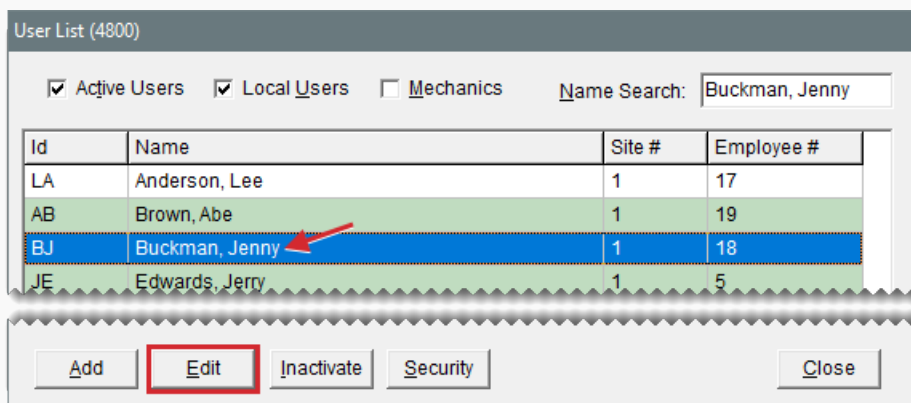 User List (4800)
Active Users Local Users Mechanics Name Search: Buckman, Jenny
Id Name Site # Employee #
LA Anderson, Lee 1 17
AB Brown, Abe 1 19
BJ Buckman, Jenny 1 18
JE Edwards, Jerry 1 5
Add Edit Inactivate Security Close